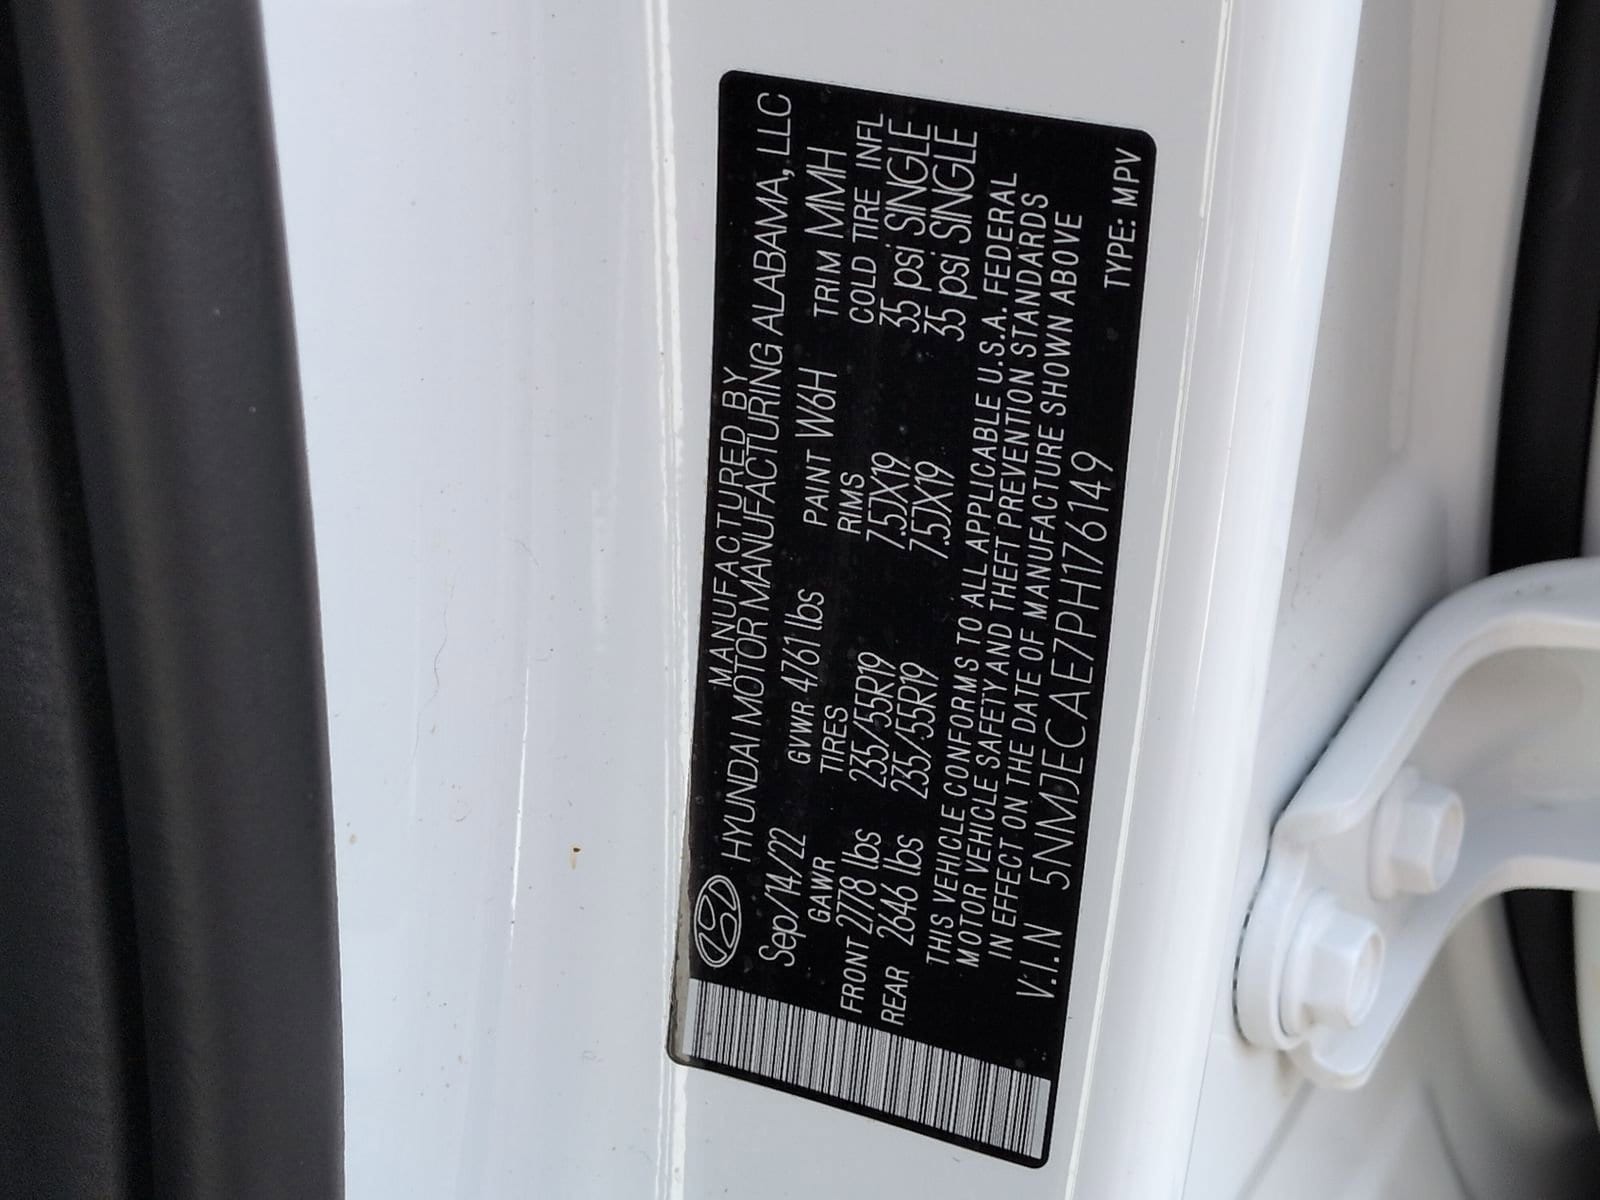 MANUFACTURED BY
HYUNDAI MOTOR MANUFACTURING ALABAMA, LLC
Sep/14/22 GVWR 4761 lbs PAINT W6H TRIM MMH
GAWR TIRES RIMS COLD TIRE INFL
FRONT 2778 lbs 235/55R19 7.5JX19 35 psi SINGLE
REAR 2646 lbs 235/55R19 7.5JX19 35 psi SINGLE
THIS VEHICLE CONFORMS TO ALL APPLICABLE U.S.A. FEDERAL
MOTOR VEHICLE SAFETY AND THEFT PREVENTION STANDARDS
IN EFFECT ON THE DATE OF MANUFACTURE SHOWN ABOVE
V.I.N 5NMJECAE7PH176149 TYPE: MPV